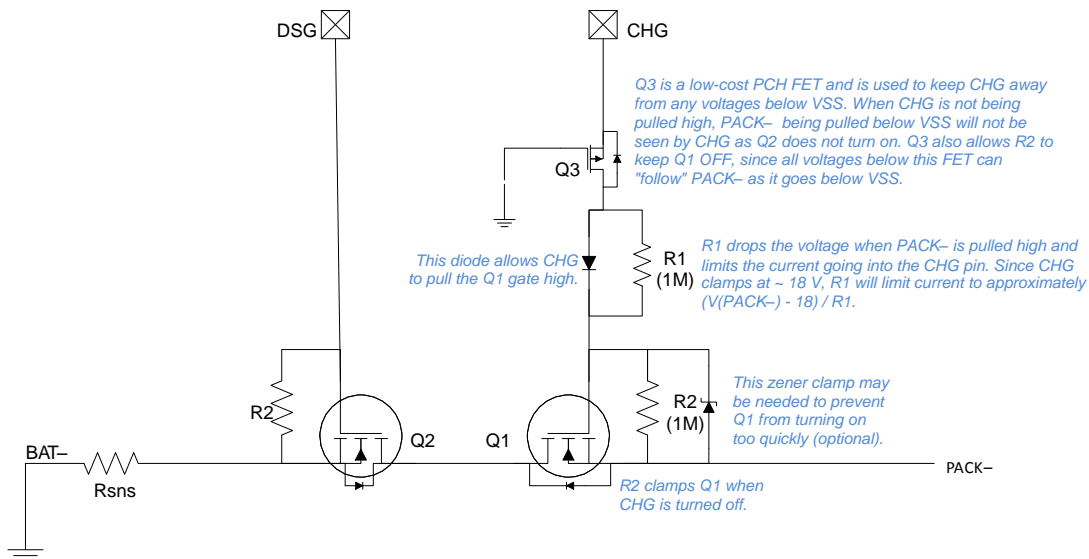 DSG
CHG
Q3 is a low-cost PCH FET and is used to keep CHG away
from any voltages below VSS. When CHG is not being
pulled high, PACK– being pulled below VSS will not be
seen by CHG as Q2 does not turn on. Q3 also allows R2 to
keep Q1 OFF, since all voltages below this FET can
"follow" PACK– as it goes below VSS.
Q3
This diode allows CHG
to pull the Q1 gate high.
R1
(1M)
R1 drops the voltage when PACK– is pulled high and
limits the current going into the CHG pin. Since CHG
clamps at ~ 18 V, R1 will limit current to approximately
(V(PACK–) - 18) / R1.
R2
Q2
Q1
R2
(1M)
This zener clamp may
be needed to prevent
Q1 from turning on
too quickly (optional).
BAT–
Rsns
R2 clamps Q1 when
CHG is turned off.
PACK–